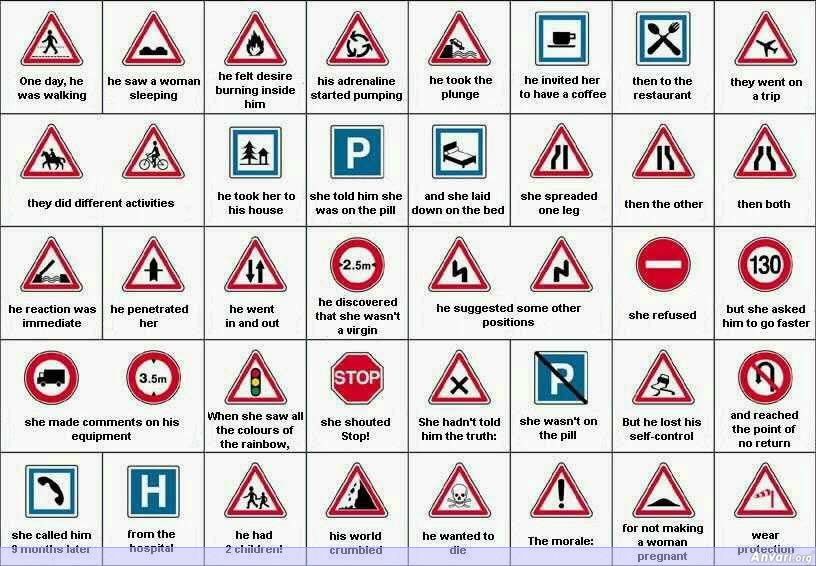 One day, he
was walking
he saw a woman
sleeping
he felt desire
burning inside
him
his adrenaline
started pumping
he took the
plunge
he invited her
to have a coffee
then to the
restaurant
they went on
a trip
they did different activities
he took her to
his house
P
she told him she
was on the pill
and she laid
down on the bed
she spreaded
one leg
then the other
then both
he reaction was
immediate
he penetrated
her
he went
in and out
2.5m
he discovered
that she wasn't
a virgin
he suggested some other
positions
she refused
130
but she asked
him to go faster
3.5m
she made comments on his
equipment
When she saw all
the colours of
the rainbow,
STOP
she shouted
Stop!
She hadn't told
him the truth:
P
she wasn't on
the pill
But he lost his
self-control
and reached
the point of
no return
she called him
9 months later
H
from the
hospital
he had
2 children!
his world
crumbled
he wanted to
die
!
The morale:
for not making
a woman
pregnant
wear
protection
Anvari.org